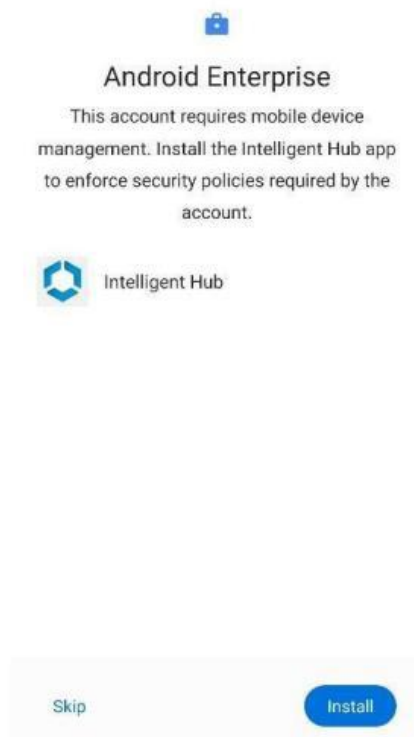 Android Enterprise
This account requires mobile device
management. Install the Intelligent Hub app
to enforce security policies required by the
account.
Intelligent Hub
Skip
Install